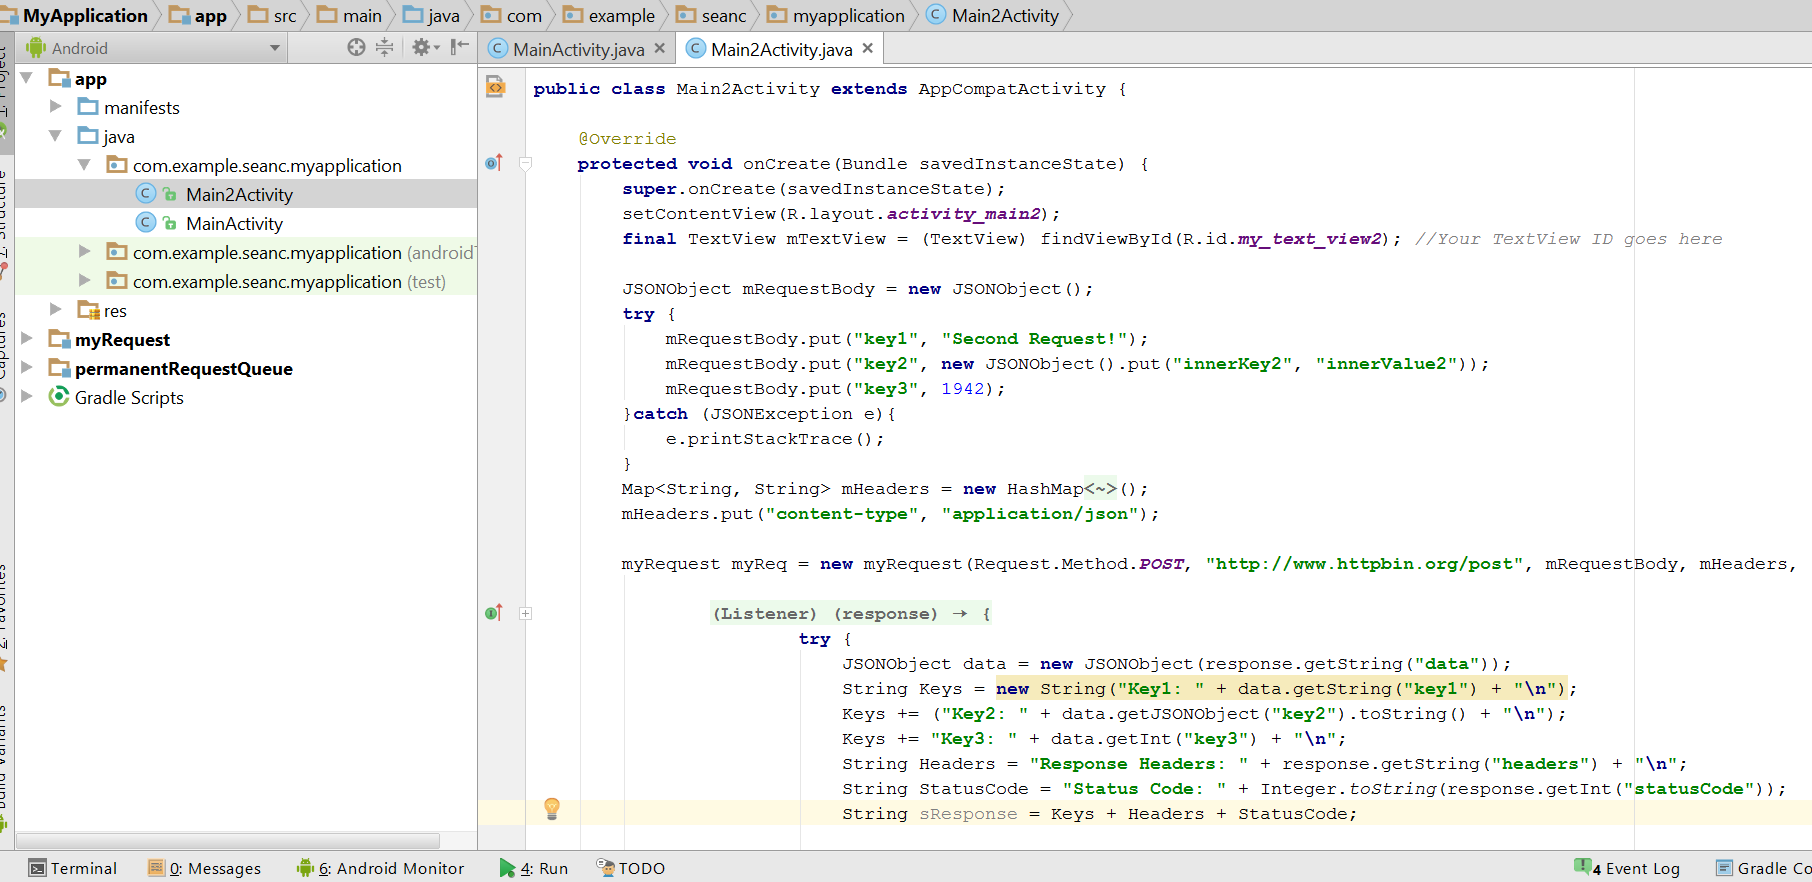 MyApplication app src main java com example seanc myapplication Main2Activity
Android
MainActivity.java Main2Activity.java
app
manifests
java
com.example.seanc.myapplication
Main2Activity
MainActivity
com.example.seanc.myapplication (android
com.example.seanc.myapplication (test)
res
myRequest
permanentRequestQueue
Gradle Scripts
1: Project
7: Structure
Captures
2: Favorites
Build Variants
public class Main2Activity extends AppCompatActivity {
@Override
protected void onCreate(Bundle savedInstanceState) {
super.onCreate(savedInstanceState);
setContentView(R.layout.activity_main2);
final TextView mTextView = (TextView) findViewById(R.id.my_text_view2); //Your TextView ID goes here
JSONObject mRequestBody = new JSONObject();
try {
mRequestBody.put("key1", "Second Request!");
mRequestBody.put("key2", new JSONObject().put("innerKey2", "innerValue2"));
mRequestBody.put("key3", 1942);
}catch (JSONException e){
e.printStackTrace();
}
Map<String, String> mHeaders = new HashMap<~>();
mHeaders.put("content-type", "application/json");
myRequest myReq = new myRequest(Request.Method.POST, "http://www.httpbin.org/post", mRequestBody, mHeaders,
(Listener) (response) → {
try {
JSONObject data = new JSONObject(response.getString("data"));
String Keys = new String("Key1: " + data.getString("key1") + "\n");
Keys += ("Key2: " + data.getJSONObject("key2").toString() + "\n");
Keys += "Key3: " + data.getInt("key3") + "\n";
String Headers = "Response Headers: " + response.getString("headers") + "\n";
String StatusCode = "Status Code: " + Integer.toString(response.getInt("statusCode"));
String sResponse = Keys + Headers + StatusCode;
Terminal 0: Messages 6: Android Monitor 4: Run TODO 4 Event Log Gradle Co